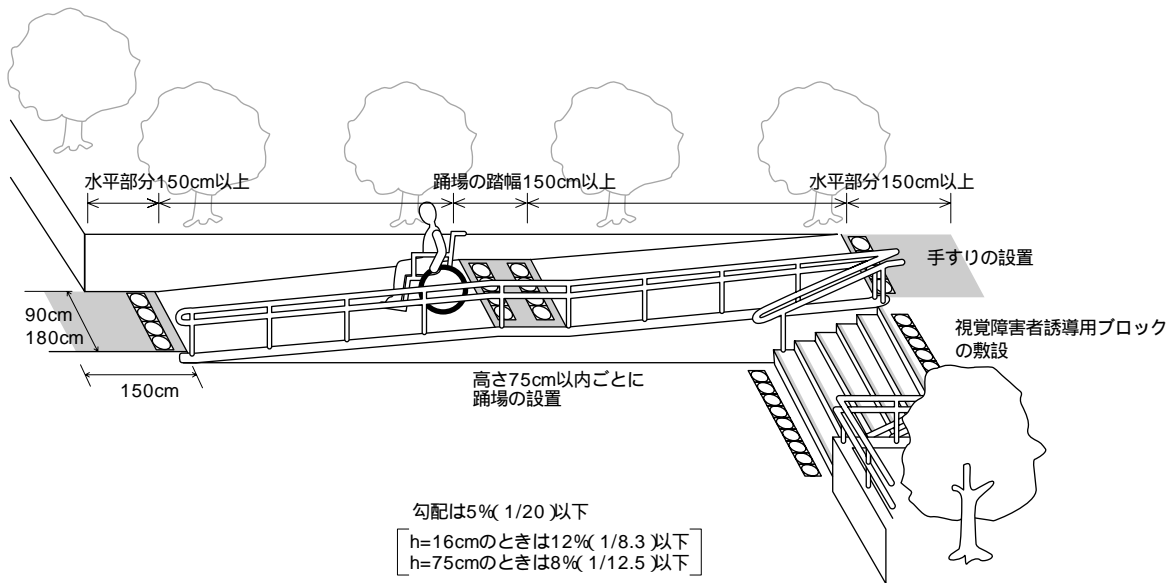 水平部分150cm以上
踊場の踏幅150cm以上
水平部分150cm以上
手すりの設置
90cm
180cm
150cm
高さ75cm以内ごとに
踊場の設置
視覚障害者誘導用ブロック
の敷設
勾配は5%(1/20)以下
h=16cmのときは12%(1/8.3)以下
h=75cmのときは8%(1/12.5)以下